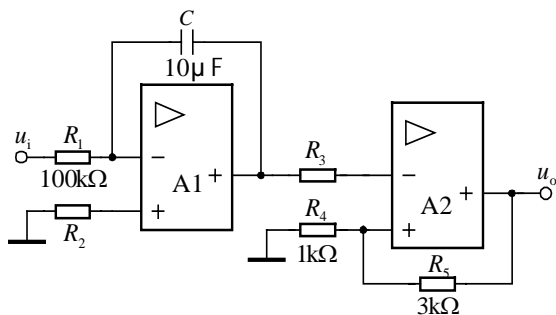 C
10μF
u_i
R_1
100kΩ
−
+
A1
+
R_2
R_3
R_4
1kΩ
−
+
A2
+
u_o
R_5
3kΩ